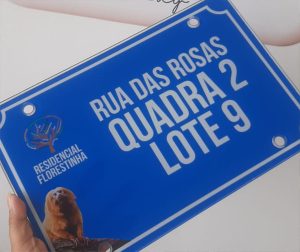 RUA DAS ROSAS
QUADRA 2
LOTE 9
RESIDENCIAL
FLORESTINHA